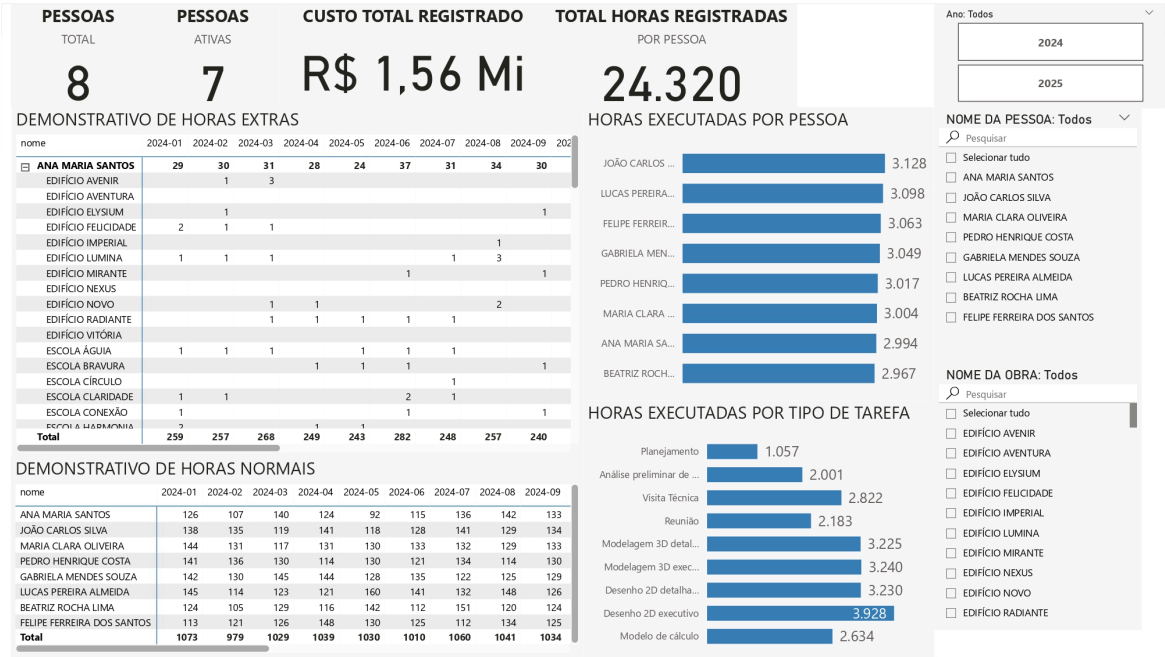 PESSOAS
TOTAL
8
PESSOAS
ATIVAS
7
CUSTO TOTAL REGISTRADO
R$ 1,56 Mi
TOTAL HORAS REGISTRADAS
POR PESSOA
24.320
Ano: Todos
2024
2025
DEMONSTRATIVO DE HORAS EXTRAS
nome 2024-01 2024-02 2024-03 2024-04 2024-05 2024-06 2024-07 2024-08 2024-09 202
ANA MARIA SANTOS 29 30 31 28 24 37 31 34 30
EDIFÍCIO AVENIR 1 3
EDIFÍCIO AVENTURA
EDIFÍCIO ELYSIUM 1 1
EDIFÍCIO FELICIDADE 2 1 1
EDIFÍCIO IMPERIAL 1
EDIFÍCIO LUMINA 1 1 1 1 3
EDIFÍCIO MIRANTE 1 1
EDIFÍCIO NEXUS
EDIFÍCIO NOVO 1 1 2
EDIFÍCIO RADIANTE 1 1 1 1 1
EDIFÍCIO VITÓRIA
ESCOLA ÁGUIA 1 1 1 1 1 1
ESCOLA BRAVURA 1 1 1 1
ESCOLA CÍRCULO 1
ESCOLA CLARIDADE 1 1 2 1
ESCOLA CONEXÃO 1 1 1
ESCOLA HARMONIA 2 1 1
Total 259 257 268 249 243 282 248 257 240
DEMONSTRATIVO DE HORAS NORMAIS
nome 2024-01 2024-02 2024-03 2024-04 2024-05 2024-06 2024-07 2024-08 2024-09
ANA MARIA SANTOS 126 107 140 124 92 115 136 142 133
JOÃO CARLOS SILVA 138 135 119 141 118 128 141 129 134
MARIA CLARA OLIVEIRA 144 131 117 131 130 133 132 129 133
PEDRO HENRIQUE COSTA 141 136 130 114 130 121 134 114 130
GABRIELA MENDES SOUZA 142 130 145 144 128 135 122 125 129
LUCAS PEREIRA ALMEIDA 145 114 123 121 160 141 132 148 126
BEATRIZ ROCHA LIMA 124 105 129 116 142 112 151 120 124
FELIPE FERREIRA DOS SANTOS 113 121 126 148 130 125 112 134 125
Total 1073 979 1029 1039 1030 1010 1060 1041 1034
HORAS EXECUTADAS POR PESSOA
JOÃO CARLOS ... 3.128
LUCAS PEREIRA... 3.098
FELIPE FERREIR... 3.063
GABRIELA MEN... 3.049
PEDRO HENRIQ... 3.017
MARIA CLARA ... 3.004
ANA MARIA SA... 2.994
BEATRIZ ROCH... 2.967
HORAS EXECUTADAS POR TIPO DE TAREFA
Planejamento 1.057
Análise preliminar de ... 2.001
Visita Técnica 2.822
Reunião 2.183
Modelagem 3D detal... 3.225
Modelagem 3D exec... 3.240
Desenho 2D detalha... 3.230
Desenho 2D executivo 3.928
Modelo de cálculo 2.634
NOME DA PESSOA: Todos
Pesquisar
Selecionar tudo
ANA MARIA SANTOS
JOÃO CARLOS SILVA
MARIA CLARA OLIVEIRA
PEDRO HENRIQUE COSTA
GABRIELA MENDES SOUZA
LUCAS PEREIRA ALMEIDA
BEATRIZ ROCHA LIMA
FELIPE FERREIRA DOS SANTOS
NOME DA OBRA: Todos
Pesquisar
Selecionar tudo
EDIFÍCIO AVENIR
EDIFÍCIO AVENTURA
EDIFÍCIO ELYSIUM
EDIFÍCIO FELICIDADE
EDIFÍCIO IMPERIAL
EDIFÍCIO LUMINA
EDIFÍCIO MIRANTE
EDIFÍCIO NEXUS
EDIFÍCIO NOVO
EDIFÍCIO RADIANTE